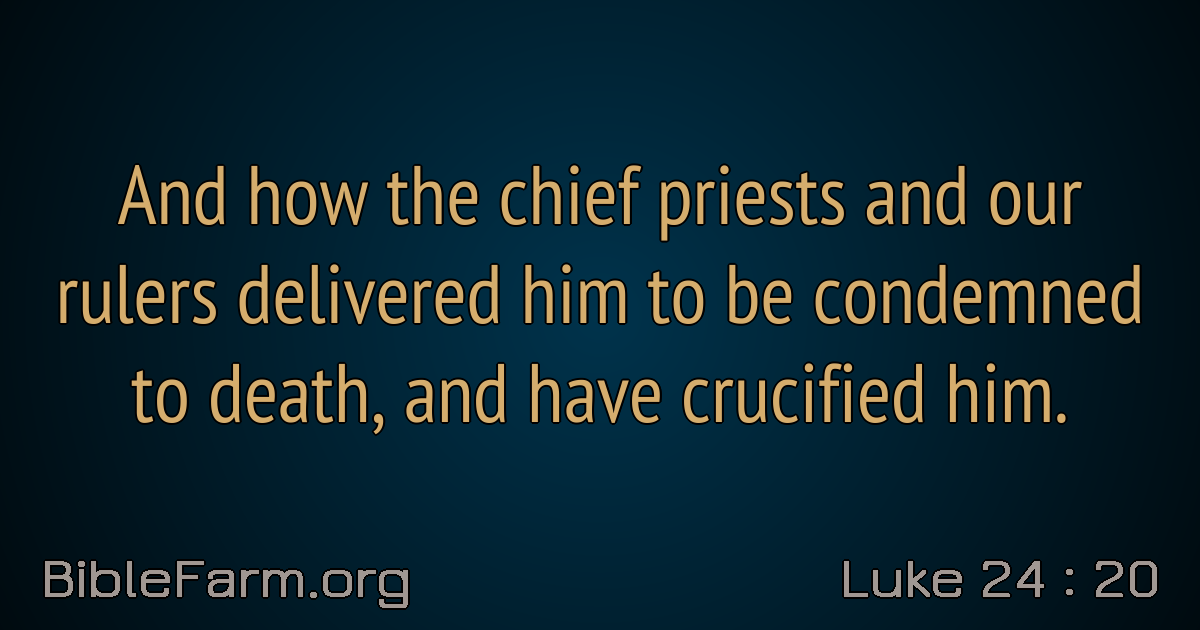 And how the chief priests and our
rulers delivered him to be condemned
to death, and have crucified him.
BibleFarm.org
Luke 24 : 20